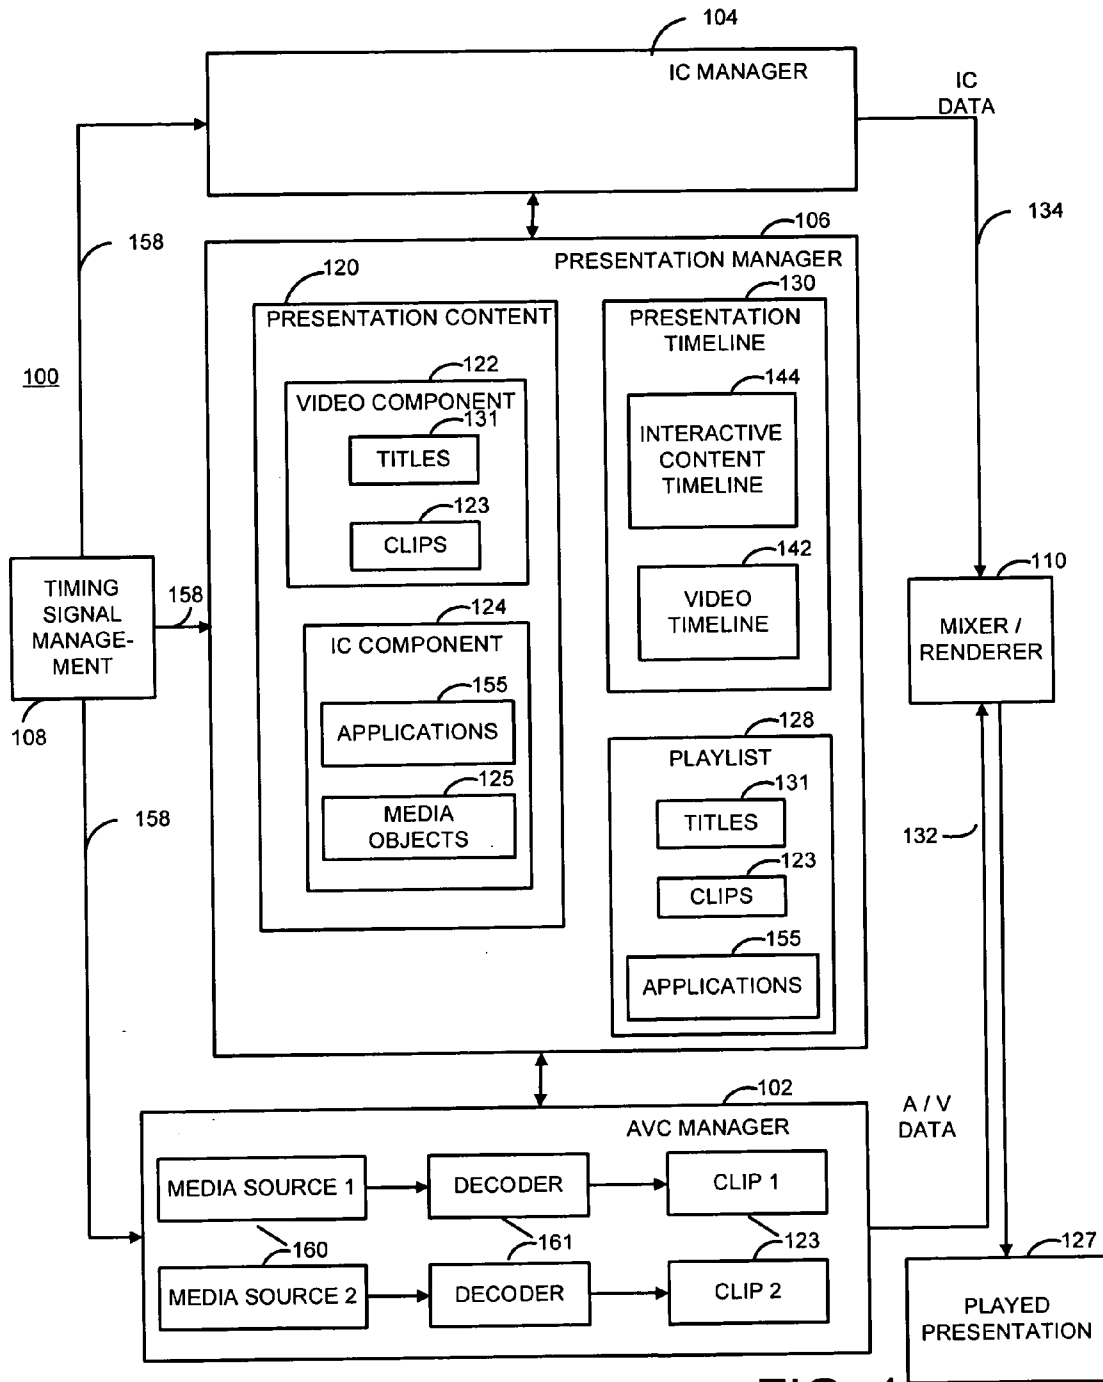 104
IC MANAGER
IC
DATA
134
158
106
PRESENTATION MANAGER
120
PRESENTATION CONTENT
130
PRESENTATION
TIMELINE
100
122
VIDEO COMPONENT
131
TITLES
123
CLIPS
144
INTERACTIVE
CONTENT
TIMELINE
142
VIDEO
TIMELINE
TIMING
SIGNAL
MANAGE-
MENT
108
158
110
MIXER /
RENDERER
124
IC COMPONENT
155
APPLICATIONS
125
MEDIA
OBJECTS
128
PLAYLIST
131
TITLES
123
CLIPS
155
APPLICATIONS
158
132
102
AVC MANAGER
A / V
DATA
MEDIA SOURCE 1
DECODER
CLIP 1
160
161
123
MEDIA SOURCE 2
DECODER
CLIP 2
127
PLAYED
PRESENTATION